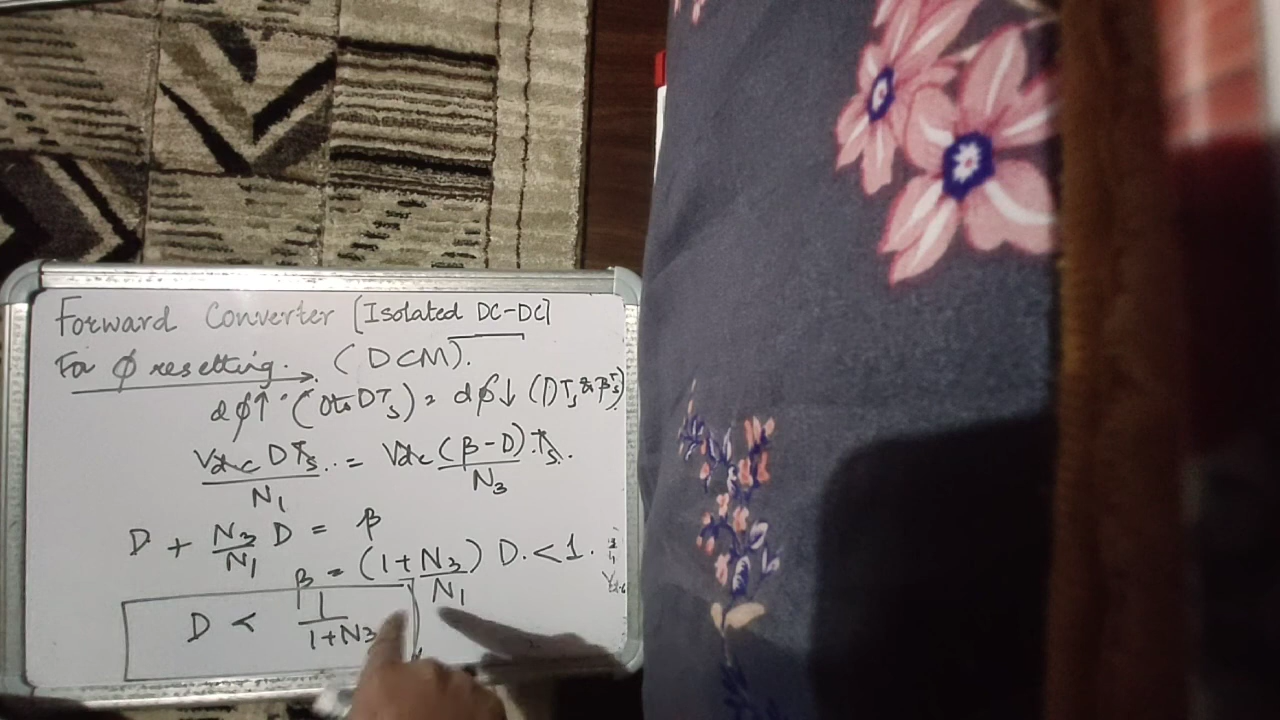 Forward Converter [Isolated DC-DC]
For ϕ resetting. (DCM).
dϕ↑ (0 to DTs) = dϕ↓ (DTs to βTs)
Vdc DTs / N1 = Vdc (β-D).Ts. / N3
D + N3/N1 D = β
β = (1+N3/N1) D. < 1.
D < 1/1+N3